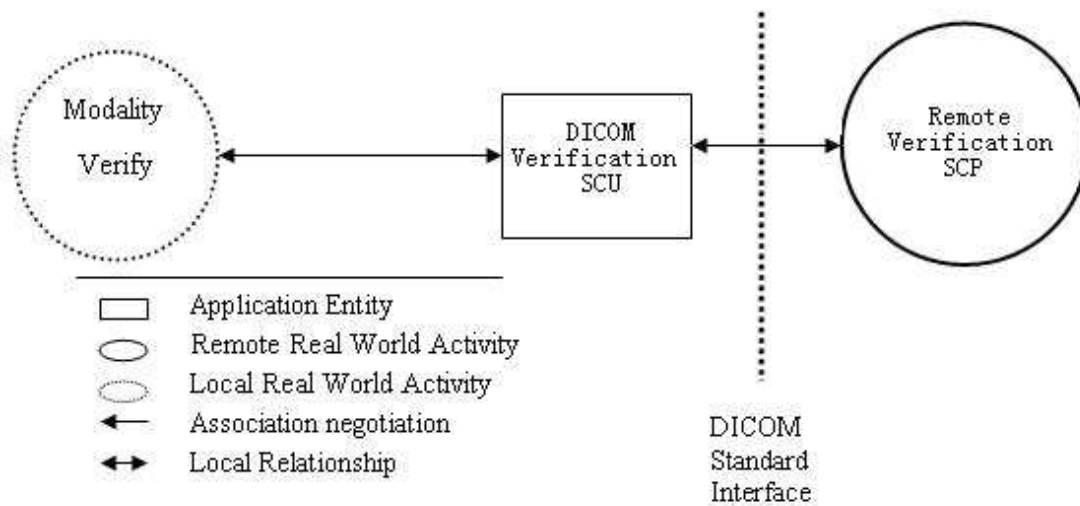 Modality
Verify
DICOM
Verification
SCU
Remote
Verification
SCP
Application Entity
Remote Real World Activity
Local Real World Activity
Association negotiation
Local Relationship
DICOM
Standard
Interface